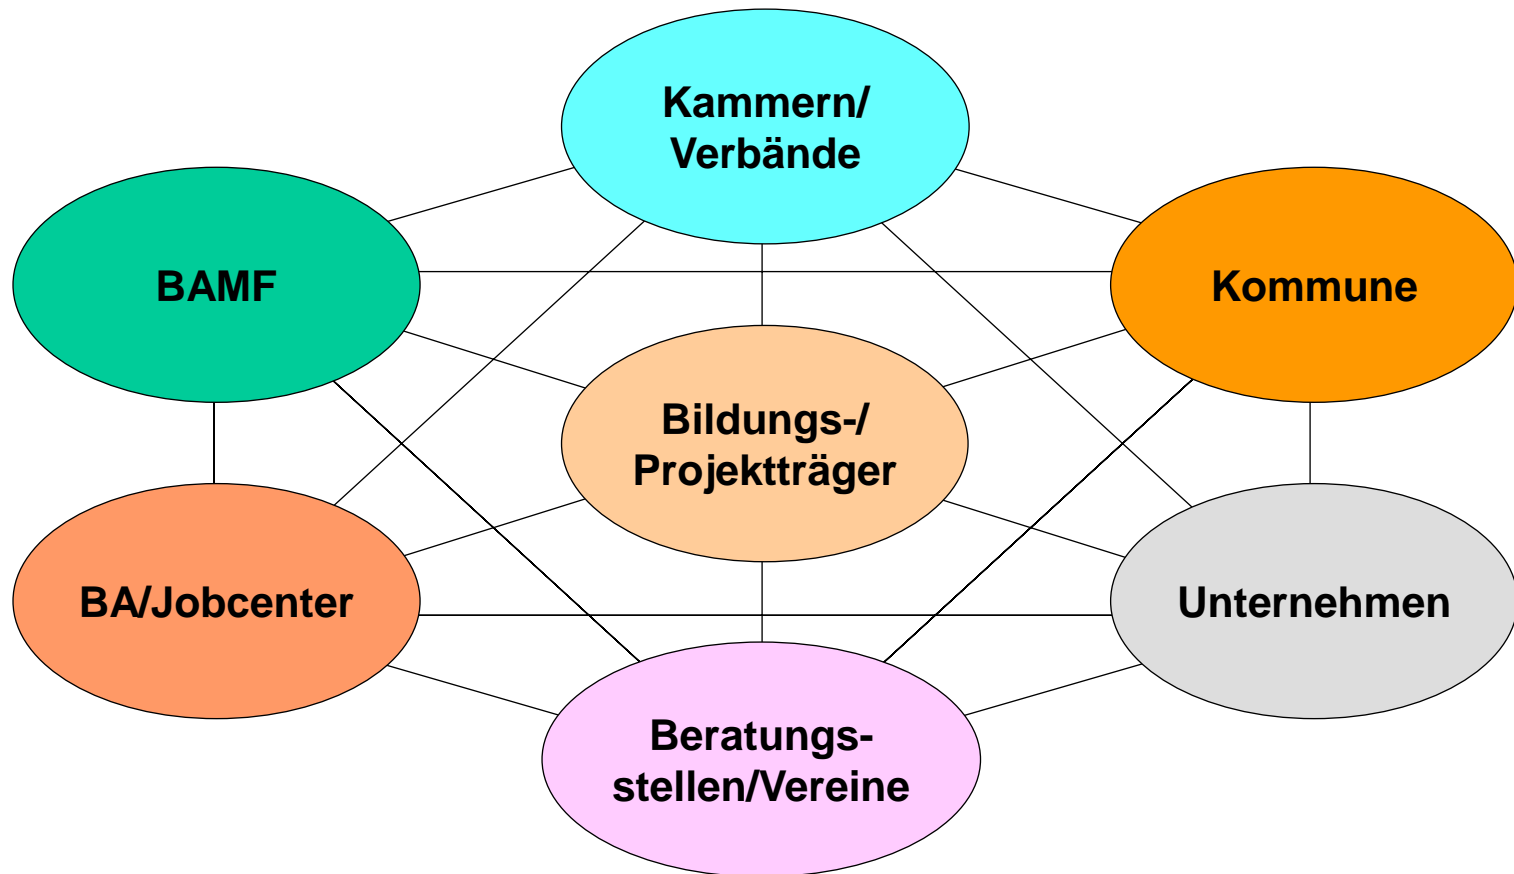 Kammern/
Verbände
BAMF
Kommune
Bildungs-/
Projektträger
BA/Jobcenter
Unternehmen
Beratungs-
stellen/Vereine